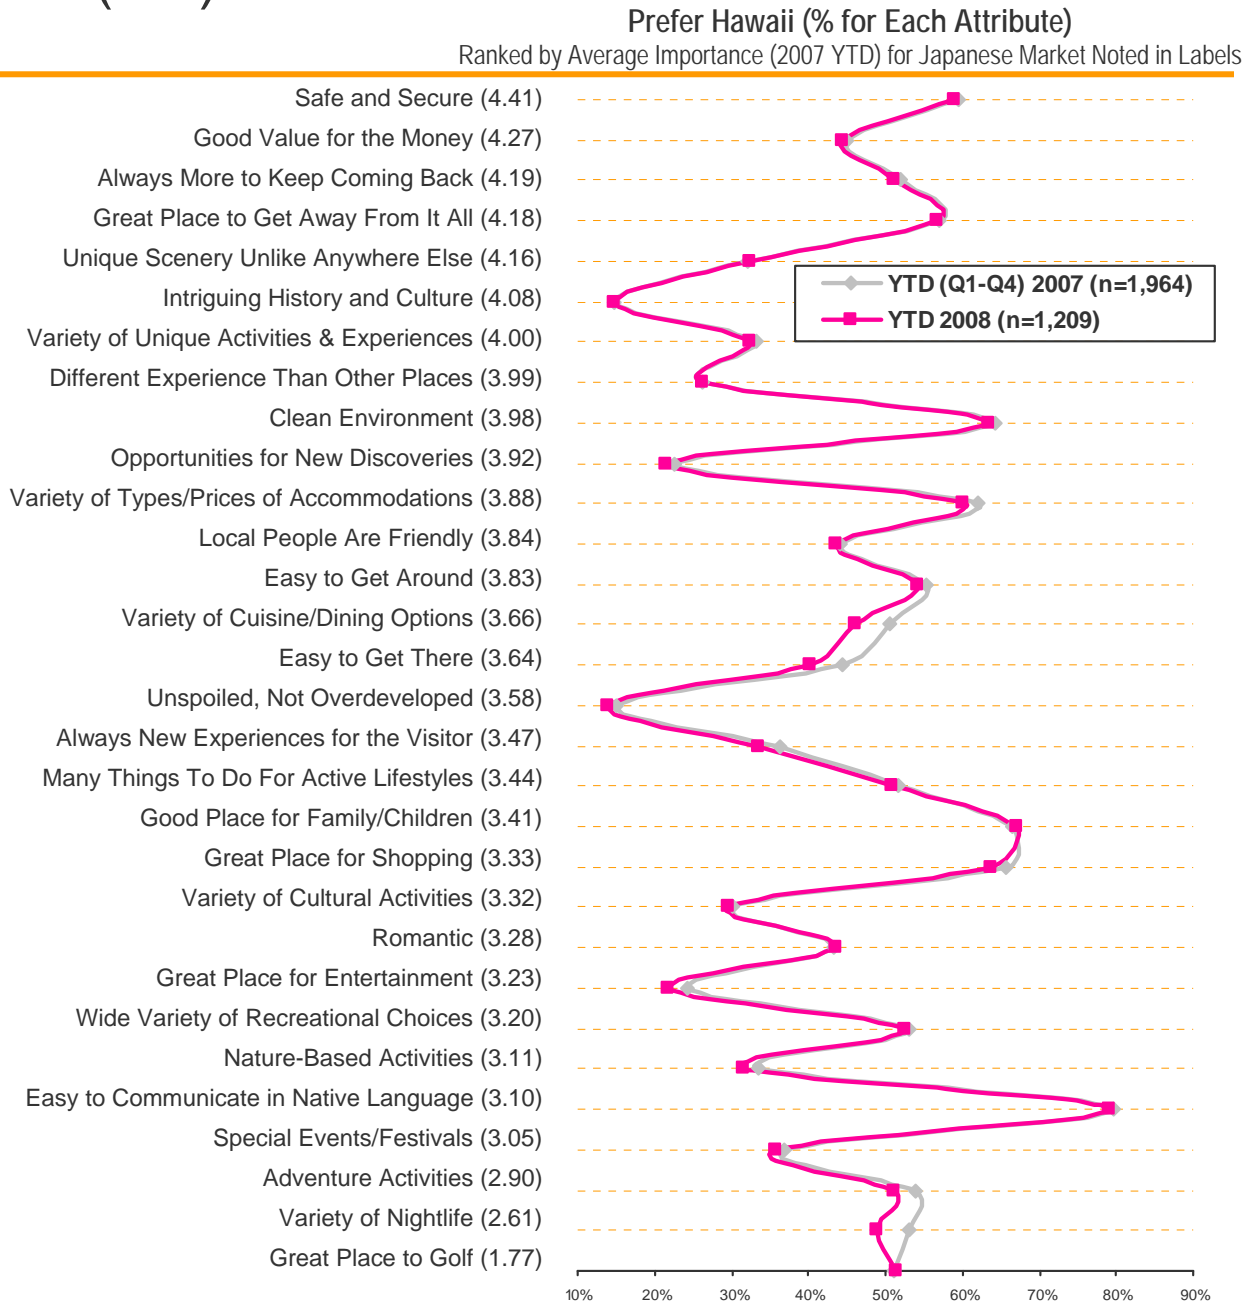 Prefer Hawaii (% for Each Attribute)
Ranked by Average Importance (2007 YTD) for Japanese Market Noted in Labels
Safe and Secure (4.41)
Good Value for the Money (4.27)
Always More to Keep Coming Back (4.19)
Great Place to Get Away From It All (4.18)
Unique Scenery Unlike Anywhere Else (4.16)
Intriguing History and Culture (4.08)
Variety of Unique Activities & Experiences (4.00)
Different Experience Than Other Places (3.99)
Clean Environment (3.98)
Opportunities for New Discoveries (3.92)
Variety of Types/Prices of Accommodations (3.88)
Local People Are Friendly (3.84)
Easy to Get Around (3.83)
Variety of Cuisine/Dining Options (3.66)
Easy to Get There (3.64)
Unspoiled, Not Overdeveloped (3.58)
Always New Experiences for the Visitor (3.47)
Many Things To Do For Active Lifestyles (3.44)
Good Place for Family/Children (3.41)
Great Place for Shopping (3.33)
Variety of Cultural Activities (3.32)
Romantic (3.28)
Great Place for Entertainment (3.23)
Wide Variety of Recreational Choices (3.20)
Nature-Based Activities (3.11)
Easy to Communicate in Native Language (3.10)
Special Events/Festivals (3.05)
Adventure Activities (2.90)
Variety of Nightlife (2.61)
Great Place to Golf (1.77)
YTD (Q1-Q4) 2007 (n=1,964)
YTD 2008 (n=1,209)
10% 20% 30% 40% 50% 60% 70% 80% 90%